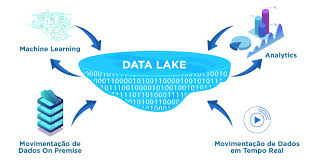 Machine Learning
DATA LAKE
Analytics
Movimentação de
Dados On Premise
Movimentação de Dados
em Tempo Real